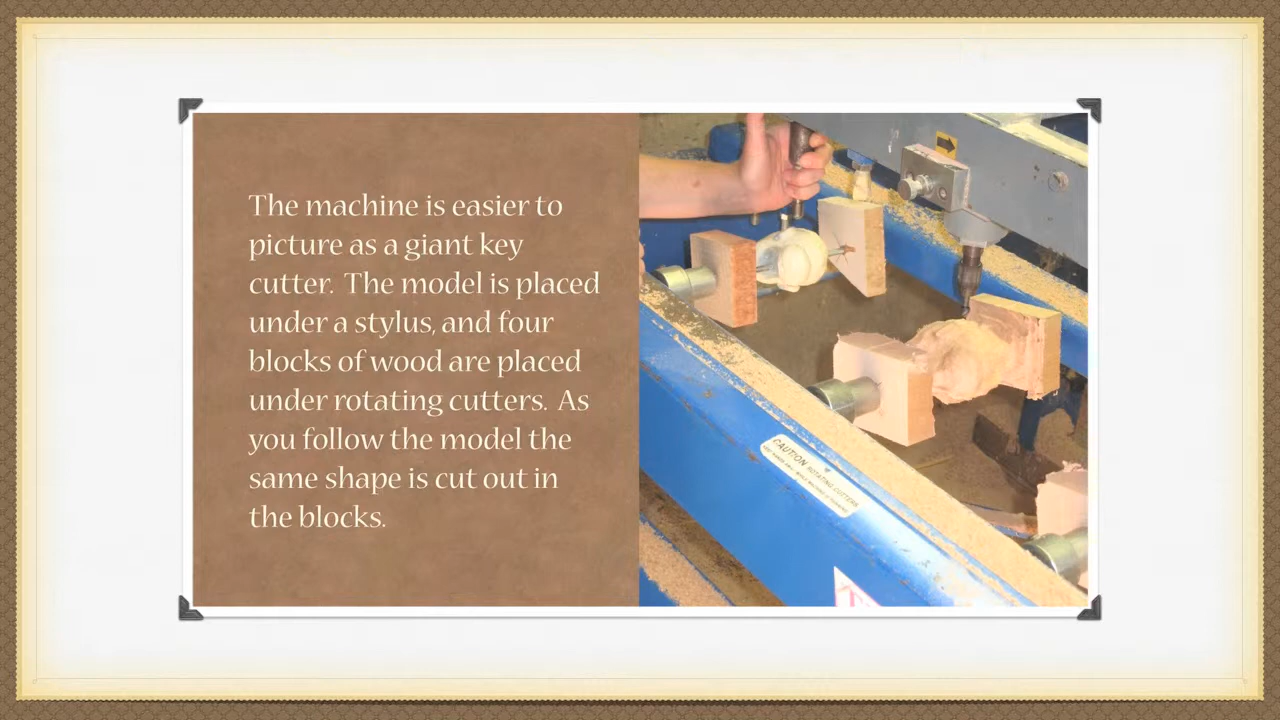 The machine is easier to
picture as a giant key
cutter. The model is placed
under a stylus, and four
blocks of wood are placed
under rotating cutters. As
you follow the model the
same shape is cut out in
the blocks.
CAUTION ROTATING CUTTERS